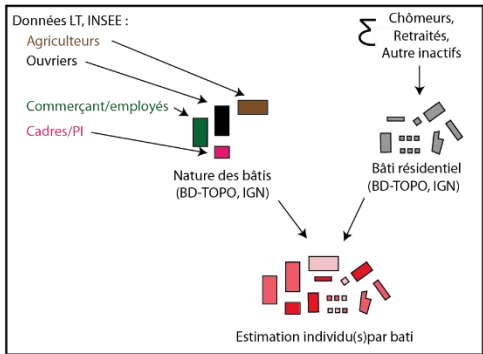 Données LT, INSEE :
Agriculteurs
Ouvriers
Commerçant/employés
Cadres/PI
Σ
Chômeurs,
Retraités,
Autre inactifs
Nature des bâtis
(BD-TOPO, IGN)
Bâti résidentiel
(BD-TOPO, IGN)
Estimation individu(s)par bati